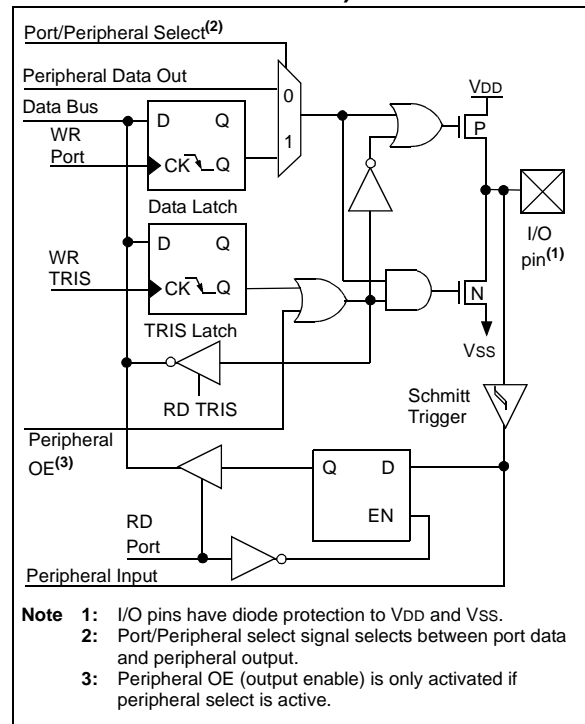 Port/Peripheral Select(2)
Peripheral Data Out
Data Bus
WR
Port
D Q
CK Q
Data Latch
0
1
VDD
P
I/O
pin(1)
WR
TRIS
D Q
CK Q
TRIS Latch
N
VSS
RD TRIS
Schmitt
Trigger
Peripheral
OE(3)
Q D
EN
RD
Port
Peripheral Input
Note 1: I/O pins have diode protection to VDD and VSS.
2: Port/Peripheral select signal selects between port data
and peripheral output.
3: Peripheral OE (output enable) is only activated if
peripheral select is active.